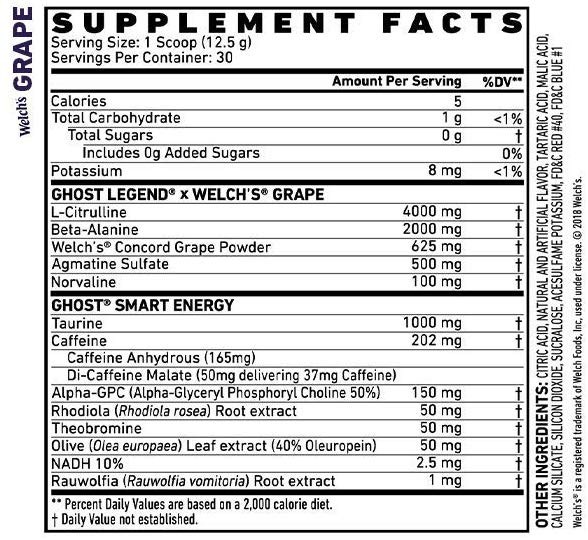 Welch's GRAPE
SUPPLEMENT FACTS
Serving Size: 1 Scoop (12.5 g)
Servings Per Container: 30
Amount Per Serving %DV**
Calories 5
Total Carbohydrate 1 g <1%
Total Sugars 0 g †
Includes 0g Added Sugars 0%
Potassium 8 mg <1%
GHOST LEGEND® X WELCH'S® GRAPE
L-Citrulline 4000 mg †
Beta-Alanine 2000 mg †
Welch's® Concord Grape Powder 625 mg †
Agmatine Sulfate 500 mg †
Norvaline 100 mg †
GHOST® SMART ENERGY
Taurine 1000 mg †
Caffeine 202 mg †
Caffeine Anhydrous (165mg)
Di-Caffeine Malate (50mg delivering 37mg Caffeine)
Alpha-GPC (Alpha-Glyceryl Phosphoryl Choline 50%) 150 mg †
Rhodiola (Rhodiola rosea) Root extract 50 mg †
Theobromine 50 mg †
Olive (Olea europaea) Leaf extract (40% Oleuropein) 50 mg †
NADH 10% 2.5 mg †
Rauwolfia (Rauwolfia vomitoria) Root extract 1 mg †
** Percent Daily Values are based on a 2,000 calorie diet.
† Daily Value not established.
OTHER INGREDIENTS: CITRIC ACID, NATURAL AND ARTIFICIAL FLAVOR, TARTARIC ACID, MALIC ACID,
CALCIUM SILICATE, SILICON DIOXIDE, SUCRALOSE, ACESULFAME POTASSIUM, FD&C RED #40, FD&C BLUE #1
Welch's® is a registered trademark of Welch Foods, Inc, used under license. © 2018 Welch's.